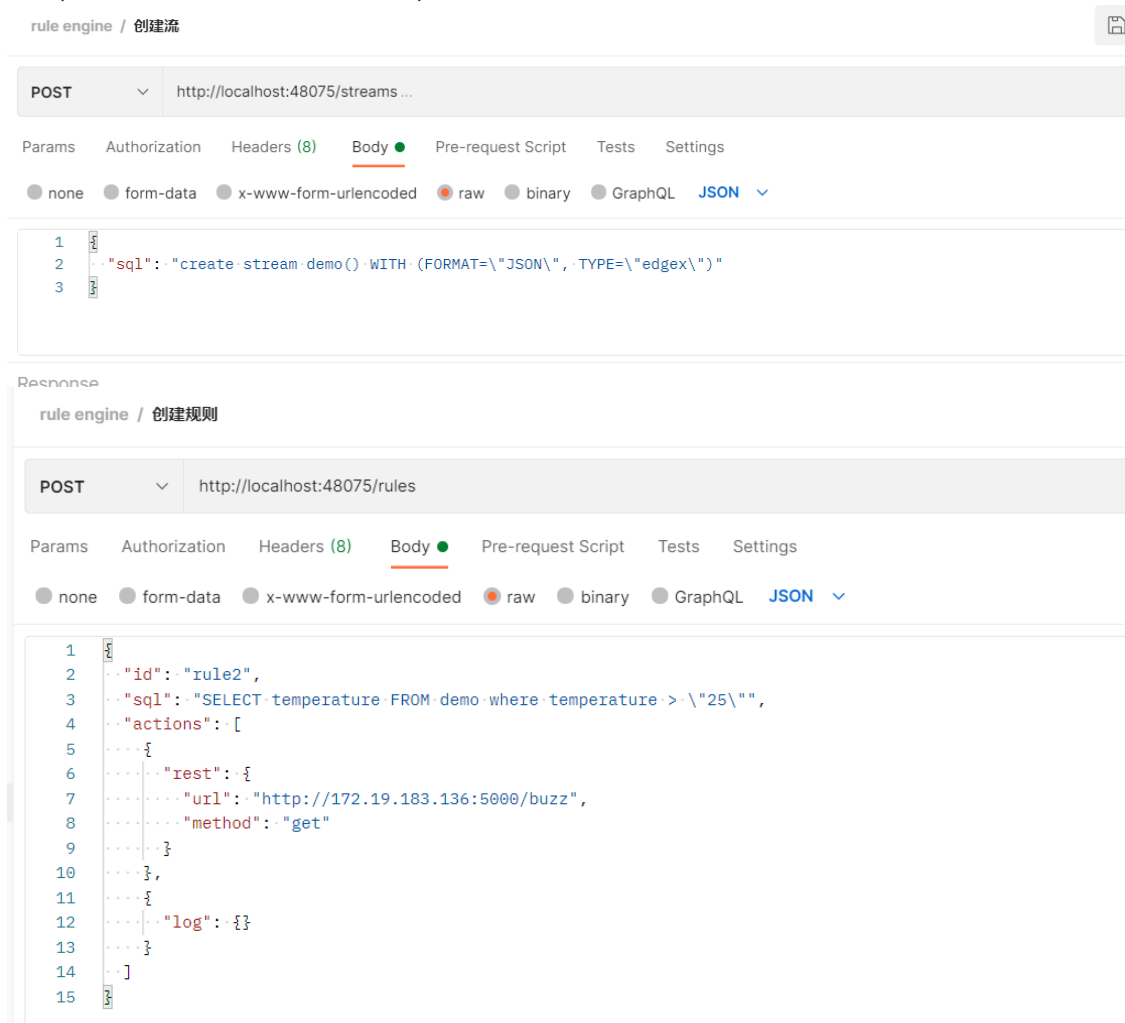 rule engine / 创建流
POST http://localhost:48075/streams ...
Params Authorization Headers (8) Body Pre-request Script Tests Settings
none form-data x-www-form-urlencoded raw binary GraphQL JSON
1 {
2 "sql": "create stream demo() WITH (FORMAT=\"JSON\", TYPE=\"edgex\")"
3 }
Response
rule engine / 创建规则
POST http://localhost:48075/rules
Params Authorization Headers (8) Body Pre-request Script Tests Settings
none form-data x-www-form-urlencoded raw binary GraphQL JSON
1 {
2 "id": "rule2",
3 "sql": "SELECT temperature FROM demo where temperature > \"25\"",
4 "actions": [
5 {
6 "rest": {
7 "url": "http://172.19.183.136:5000/buzz",
8 "method": "get"
9 }
10 },
11 {
12 "log": {}
13 }
14 ]
15 }